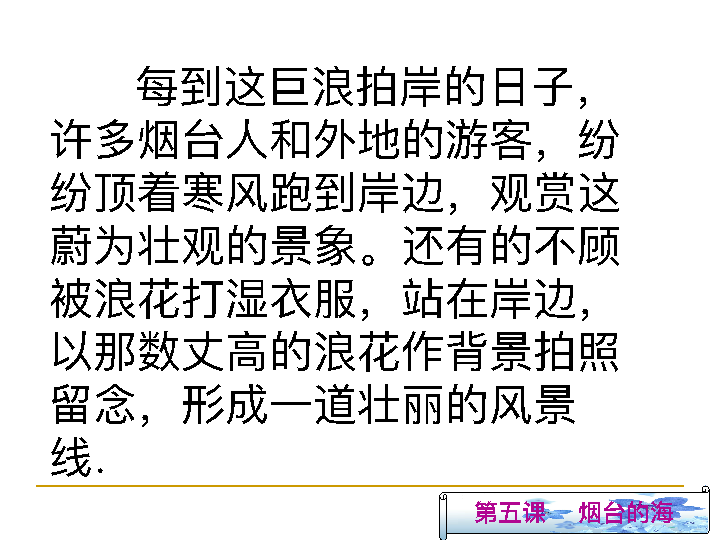 每到这巨浪拍岸的日子，
许多烟台人和外地的游客，纷
纷顶着寒风跑到岸边，观赏这
蔚为壮观的景象。还有的不顾
被浪花打湿衣服，站在岸边，
以那数丈高的浪花作背景拍照
留念，形成一道壮丽的风景
线.
第五课 烟台的海